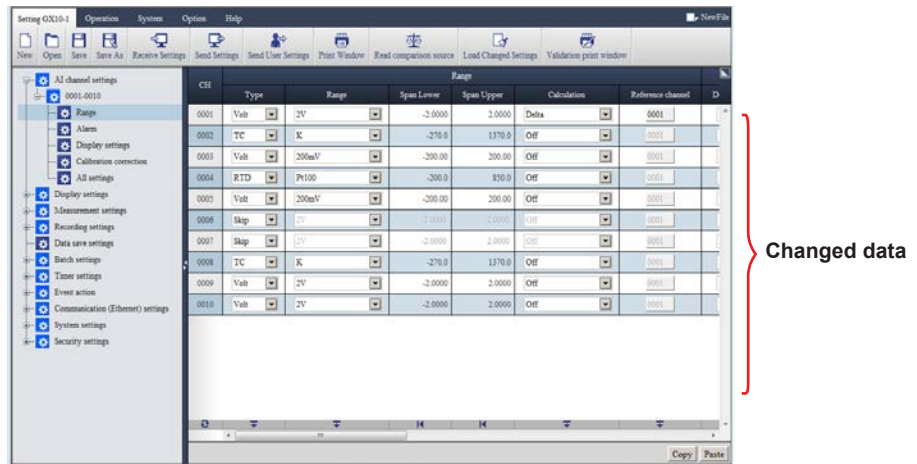 Setting GX10-1 Operation System Option Help NewFile
New Open Save Save As Receive Settings Send Settings Send User Settings Print Window Read comparison source Load Changed Settings Validation print window
AI channel settings
0001-0010
Range
Alarm
Display settings
Calibration correction
All settings
Display settings
Measurement settings
Recording settings
Data save settings
Batch settings
Timer settings
Event action
Communication (Ethernet) settings
System settings
Security settings
Range
CH Type Range Span Lower Span Upper Calculation Reference channel D
0001 Volt 2V -2.0000 2.0000 Delta 0001
0002 TC K -270.0 1370.0 Off 0001
0003 Volt 200mV -200.00 200.00 Off 0001
0004 RTD Pt100 -200.0 850.0 Off 0001
0005 Volt 200mV -200.00 200.00 Off 0001
0006 Skip 2V -2.0000 2.0000 Off 0001
0007 Skip 2V -2.0000 2.0000 Off 0001
0008 TC K -270.0 1370.0 Off 0001
0009 Volt 2V -2.0000 2.0000 Off 0001
0010 Volt 2V -2.0000 2.0000 Off 0001
Copy Paste
Changed data